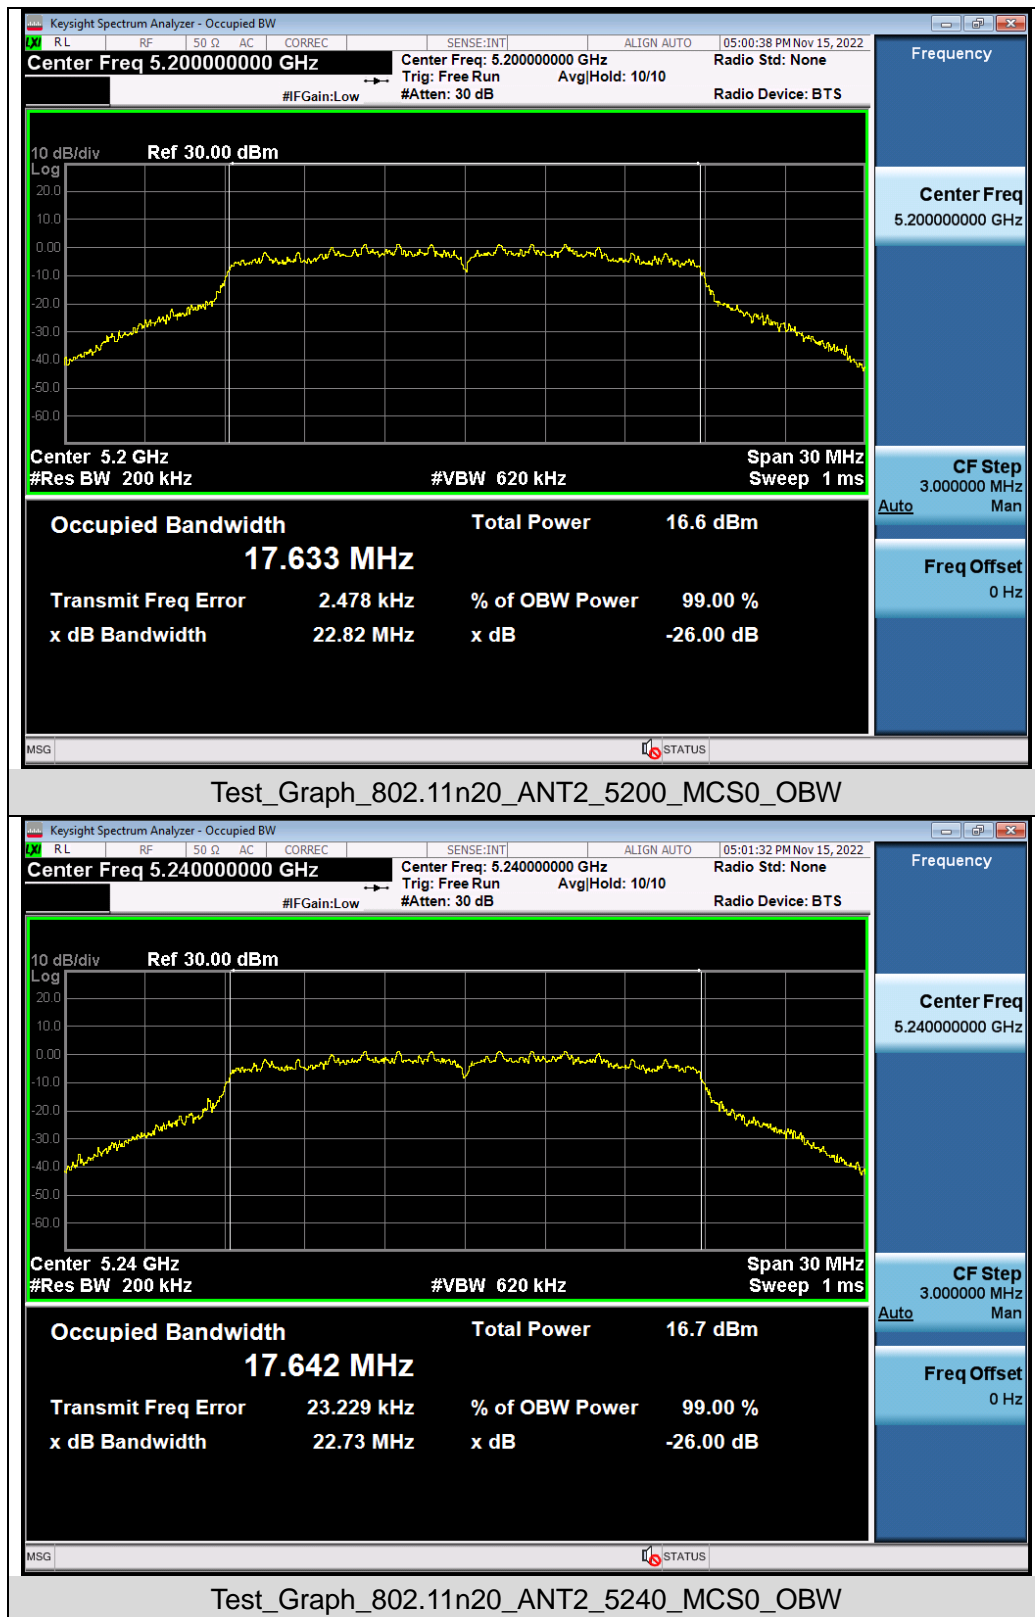 Keysight Spectrum Analyzer - Occupied BW
LXI RL RF 50 Ω AC CORREC SENSE:INT ALIGN AUTO 05:00:38 PM Nov 15, 2022
Center Freq 5.200000000 GHz
Center Freq: 5.200000000 GHz Radio Std: None
Trig: Free Run Avg|Hold: 10/10
#IFGain:Low #Atten: 30 dB Radio Device: BTS
Frequency
10 dB/div Ref 30.00 dBm
Log
20.0
10.0
0.00
-10.0
-20.0
-30.0
-40.0
-50.0
-60.0
Center Freq
5.200000000 GHz
Center 5.2 GHz Span 30 MHz
#Res BW 200 kHz #VBW 620 kHz Sweep 1 ms
CF Step
3.000000 MHz
Auto Man
Occupied Bandwidth Total Power 16.6 dBm
17.633 MHz
Transmit Freq Error 2.478 kHz % of OBW Power 99.00 %
x dB Bandwidth 22.82 MHz x dB -26.00 dB
Freq Offset
0 Hz
MSG STATUS
Test_Graph_802.11n20_ANT2_5200_MCS0_OBW
Keysight Spectrum Analyzer - Occupied BW
LXI RL RF 50 Ω AC CORREC SENSE:INT ALIGN AUTO 05:01:32 PM Nov 15, 2022
Center Freq 5.240000000 GHz
Center Freq: 5.240000000 GHz Radio Std: None
Trig: Free Run Avg|Hold: 10/10
#IFGain:Low #Atten: 30 dB Radio Device: BTS
Frequency
10 dB/div Ref 30.00 dBm
Log
20.0
10.0
0.00
-10.0
-20.0
-30.0
-40.0
-50.0
-60.0
Center Freq
5.240000000 GHz
Center 5.24 GHz Span 30 MHz
#Res BW 200 kHz #VBW 620 kHz Sweep 1 ms
CF Step
3.000000 MHz
Auto Man
Occupied Bandwidth Total Power 16.7 dBm
17.642 MHz
Transmit Freq Error 23.229 kHz % of OBW Power 99.00 %
x dB Bandwidth 22.73 MHz x dB -26.00 dB
Freq Offset
0 Hz
MSG STATUS
Test_Graph_802.11n20_ANT2_5240_MCS0_OBW